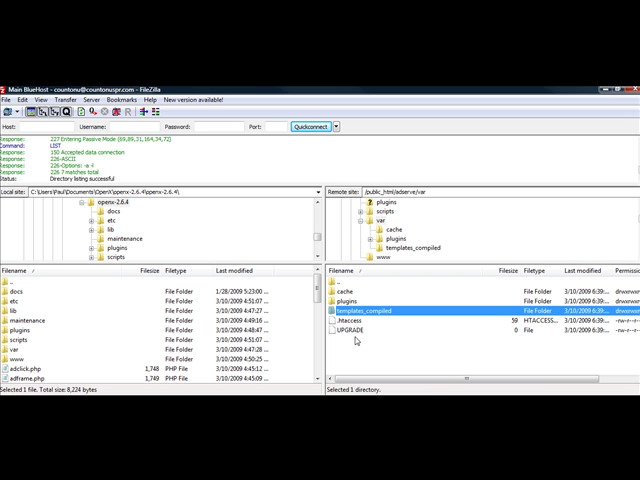 Main BlueHost - countonu@countonuspr.com - FileZilla
File Edit View Transfer Server Bookmarks Help New version available!
Host: Username: Password: Port: Quickconnect
Response: 227 Entering Passive Mode (69,89,31,164,34,72)
Command: LIST
Response: 150 Accepted data connection
Response: 226-ASCII
Response: 226-Options: -a -l
Response: 226 7 matches total
Status: Directory listing successful
Local site: C:\Users\Paul\Documents\OpenX\openx-2.6.4\openx-2.6.4\
Remote site: /public_html/adserve/var
openx-2.6.4
docs
etc
lib
maintenance
plugins
scripts
plugins
scripts
var
cache
plugins
templates_compiled
www
Filename / Filesize Filetype Last modified
..
docs File Folder 1/28/2009 5:23:00 ...
etc File Folder 3/10/2009 4:51:07 ...
lib File Folder 3/10/2009 4:51:00 ...
maintenance File Folder 3/10/2009 4:51:07 ...
plugins File Folder 3/10/2009 4:48:47 ...
scripts File Folder 3/10/2009 4:51:07 ...
var File Folder 3/10/2009 4:47:28 ...
www File Folder 3/10/2009 4:50:25 ...
adclick.php 1,748 PHP File 3/10/2009 4:45:12 ...
adframe.php 1,749 PHP File 3/10/2009 4:45:09 ...
Selected 1 file. Total size: 8,224 bytes
Filename / Filesize Filetype Last modified Permissi
..
cache File Folder 3/10/2009 6:39:... drwxrwxr
plugins File Folder 3/10/2009 6:39:...
templates_compiled File Folder 3/10/2009 6:39:...
.htaccess 59 HTACCESS... 3/10/2009 6:39:... -rw-r--r-
UPGRADE 0 File 3/10/2009 6:39:... -rw-r--r-
Selected 1 directory.